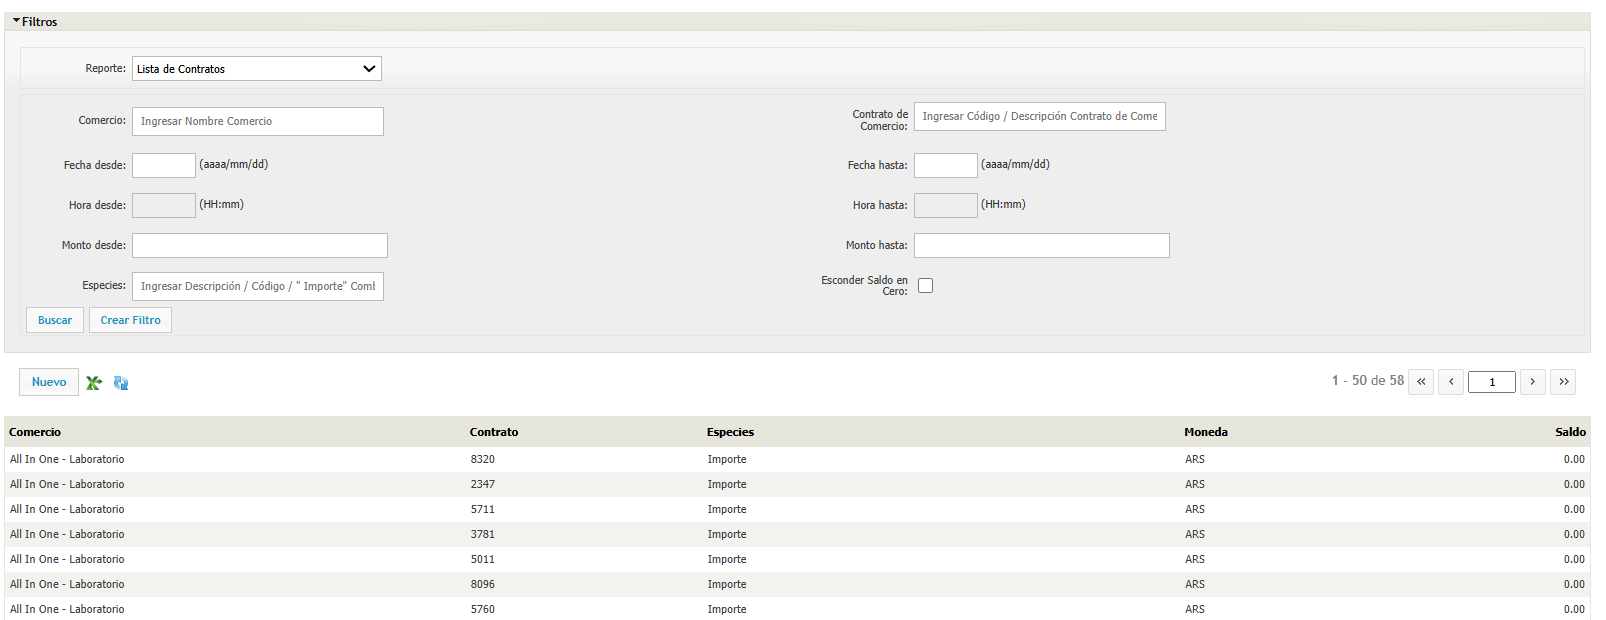 Filtros
Reporte: Lista de Contratos
Comercio: Ingresar Nombre Comercio
Contrato de Comercio: Ingresar Código / Descripción Contrato de Come
Fecha desde: (aaaa/mm/dd)
Fecha hasta: (aaaa/mm/dd)
Hora desde: (HH:mm)
Hora hasta: (HH:mm)
Monto desde:
Monto hasta:
Especies: Ingresar Descripción / Código / " Importe" Coml
Esconder Saldo en Cero:
Buscar Crear Filtro
Nuevo 1 - 50 de 58 « ‹ 1 › »
Comercio Contrato Especies Moneda Saldo
All In One - Laboratorio 8320 Importe ARS 0.00
All In One - Laboratorio 2347 Importe ARS 0.00
All In One - Laboratorio 5711 Importe ARS 0.00
All In One - Laboratorio 3781 Importe ARS 0.00
All In One - Laboratorio 5011 Importe ARS 0.00
All In One - Laboratorio 8096 Importe ARS 0.00
All In One - Laboratorio 5760 Importe ARS 0.00